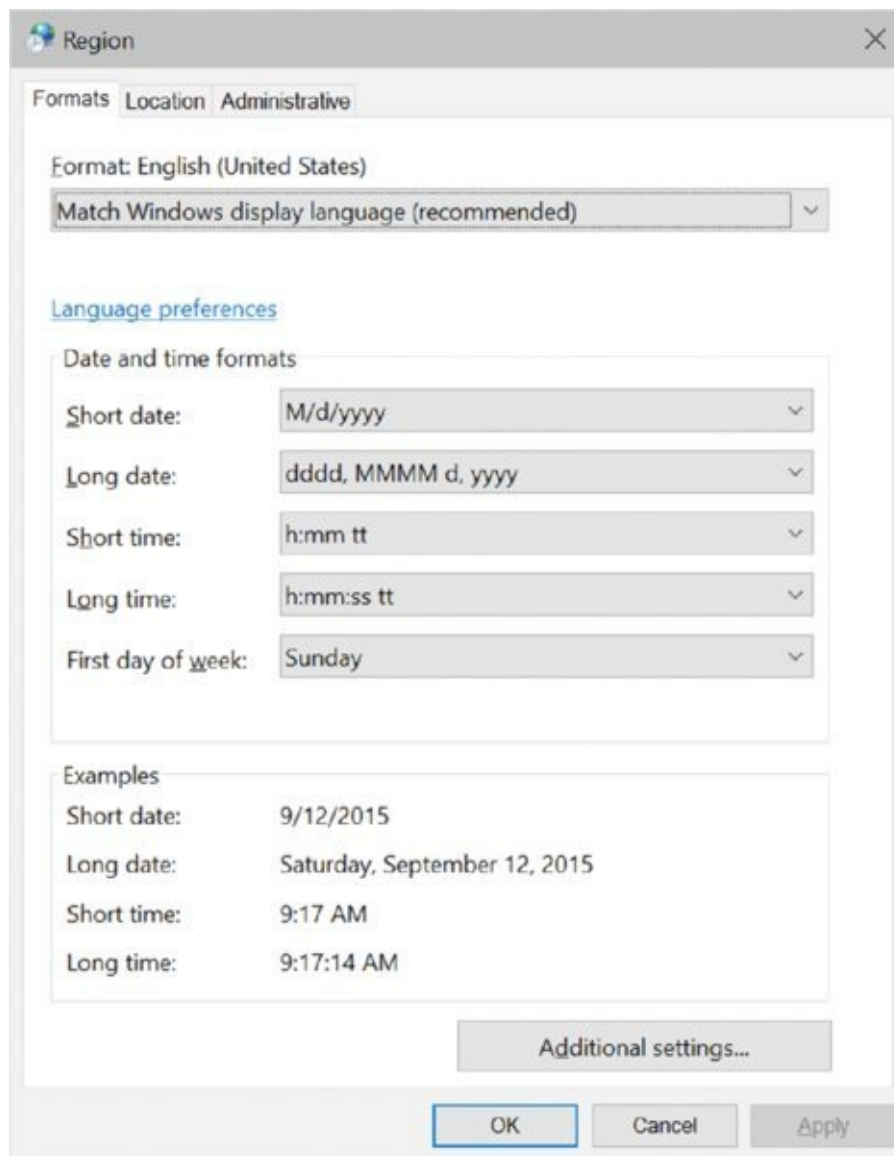 Region
Formats Location Administrative
Format: English (United States)
Match Windows display language (recommended)
Language preferences
Date and time formats
Short date: M/d/yyyy
Long date: dddd, MMMM d, yyyy
Short time: h:mm tt
Long time: h:mm:ss tt
First day of week: Sunday
Examples
Short date: 9/12/2015
Long date: Saturday, September 12, 2015
Short time: 9:17 AM
Long time: 9:17:14 AM
Additional settings...
OK Cancel Apply